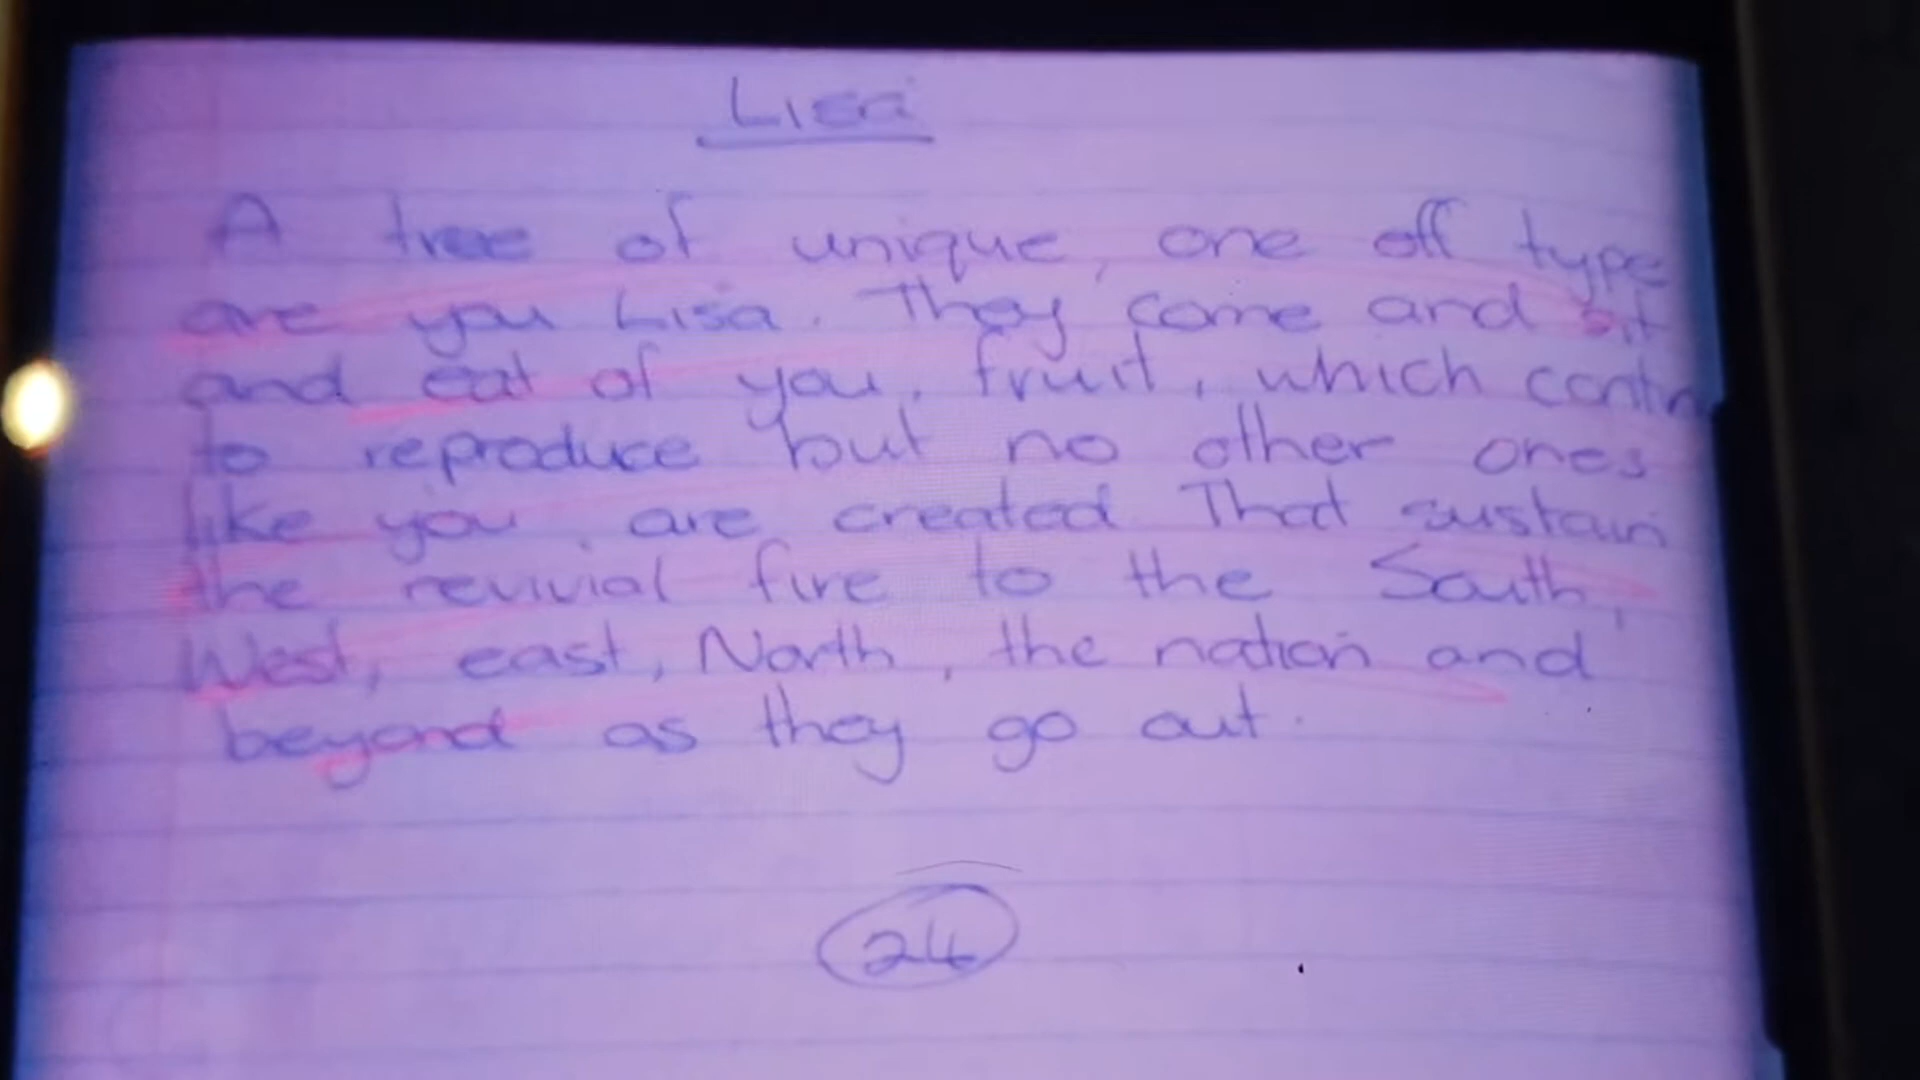 Lisa
A tree of unique, one off type
are you Lisa. They come and sit
and eat of you, fruit, which contn
to reproduce but no other ones
like you are created That sustain
the revivial fire to the South,
West, east, North, the nation and
beyond as they go out.
24